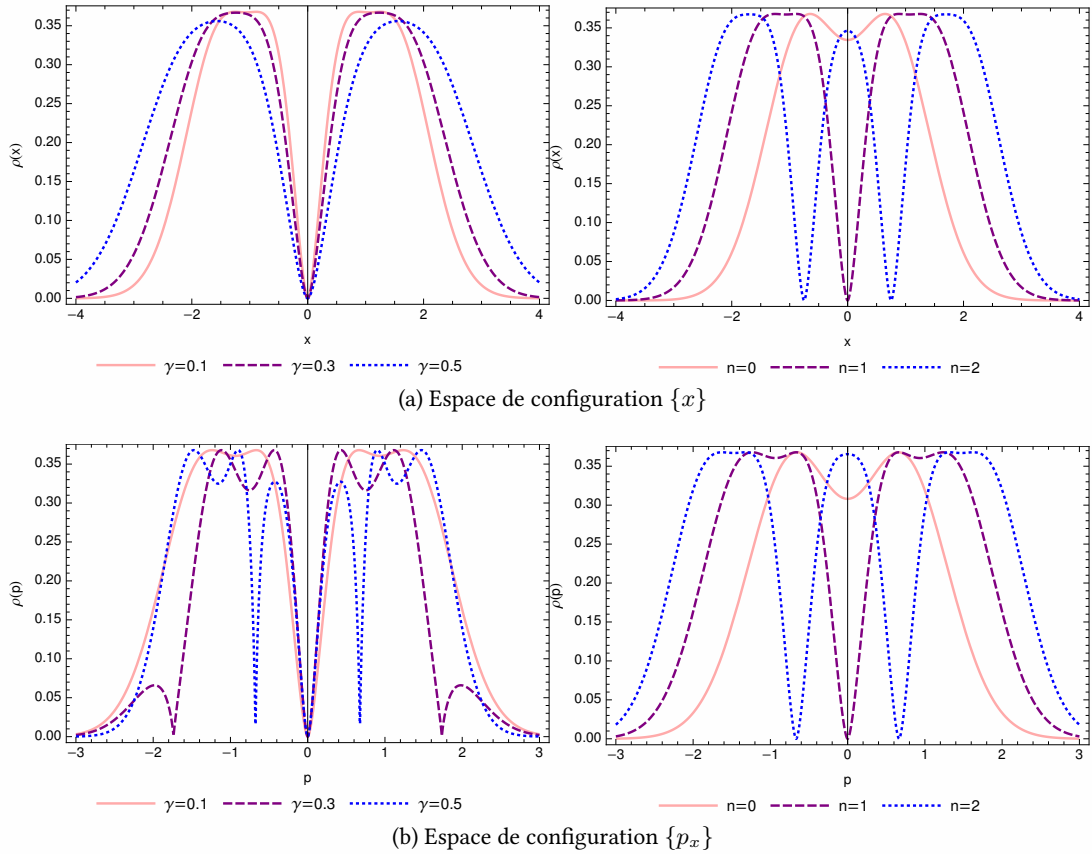 0.35
0.30
0.25
0.20
0.15
0.10
0.05
0.00
ρ(x)
−4 −2 0 2 4
x
γ=0.1 γ=0.3 γ=0.5
0.35
0.30
0.25
0.20
0.15
0.10
0.05
0.00
ρ(x)
−4 −2 0 2 4
x
n=0 n=1 n=2
(a) Espace de configuration {x}
0.35
0.30
0.25
0.20
0.15
0.10
0.05
0.00
ρ(p)
−3 −2 −1 0 1 2 3
p
γ=0.1 γ=0.3 γ=0.5
0.35
0.30
0.25
0.20
0.15
0.10
0.05
0.00
ρ(p)
−3 −2 −1 0 1 2 3
p
n=0 n=1 n=2
(b) Espace de configuration {pₓ}